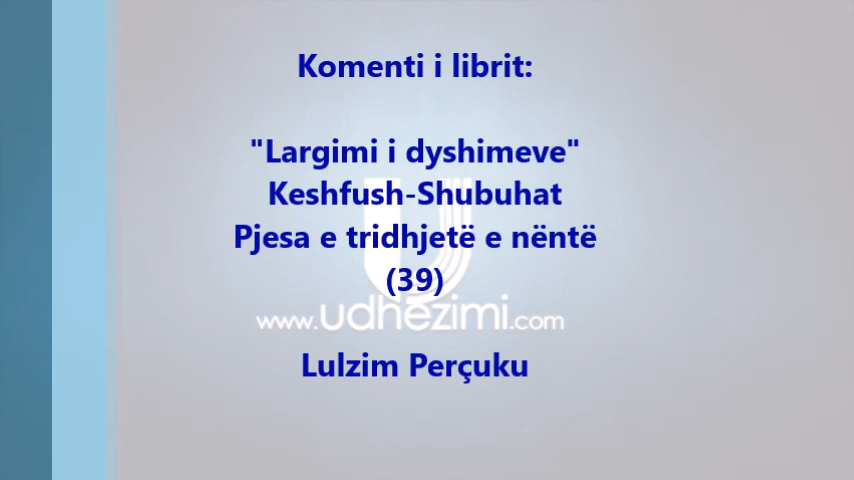 Komenti i librit:
"Largimi i dyshimeve"
Keshfush-Shubuhat
Pjesa e tridhjetë e nëntë
(39)
www.udhezimi.com
Lulzim Perçuku